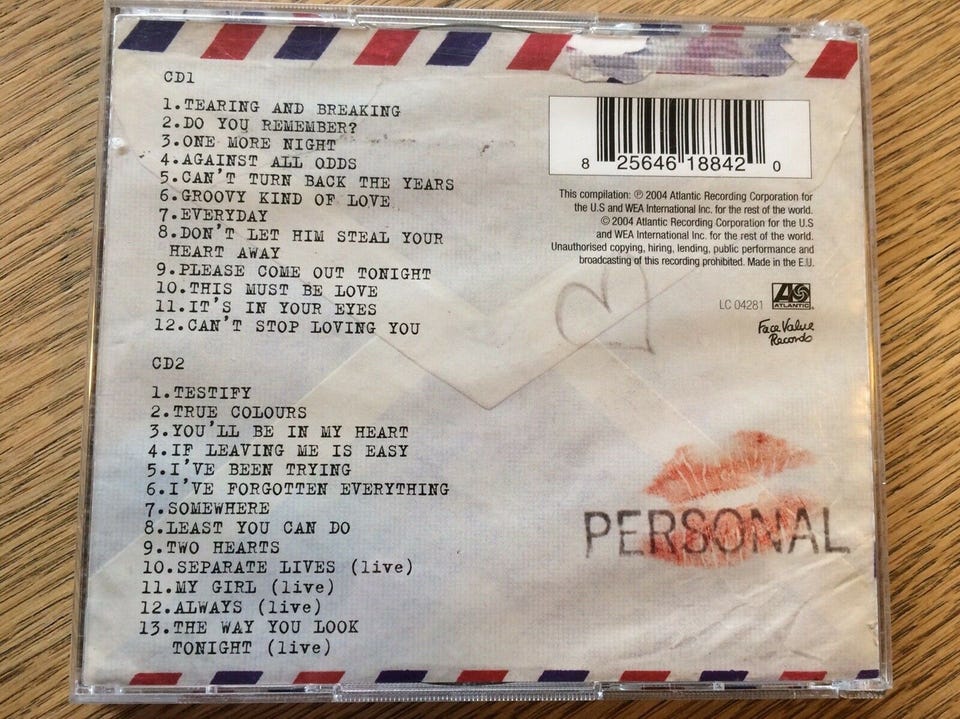 CD1
1.TEARING AND BREAKING
2.DO YOU REMEMBER?
3.ONE MORE NIGHT
4.AGAINST ALL ODDS
5.CAN'T TURN BACK THE YEARS
6.GROOVY KIND OF LOVE
7.EVERYDAY
8.DON'T LET HIM STEAL YOUR
HEART AWAY
9.PLEASE COME OUT TONIGHT
10.THIS MUST BE LOVE
11.IT'S IN YOUR EYES
12.CAN'T STOP LOVING YOU
CD2
1.TESTIFY
2.TRUE COLOURS
3.YOU'LL BE IN MY HEART
4.IF LEAVING ME IS EASY
5.I'VE BEEN TRYING
6.I'VE FORGOTTEN EVERYTHING
7.SOMEWHERE
8.LEAST YOU CAN DO
9.TWO HEARTS
10.SEPARATE LIVES (live)
11.MY GIRL (live)
12.ALWAYS (live)
13.THE WAY YOU LOOK
TONIGHT (live)
8 25646 18842 0
This compilation: ℗ 2004 Atlantic Recording Corporation for
the U.S and WEA International Inc. for the rest of the world.
© 2004 Atlantic Recording Corporation for the U.S
and WEA International Inc. for the rest of the world.
Unauthorised copying, hiring, lending, public performance and
broadcasting of this recording prohibited. Made in the E.U.
LC 04281
ATLANTIC
Face Value
Records
PERSONAL